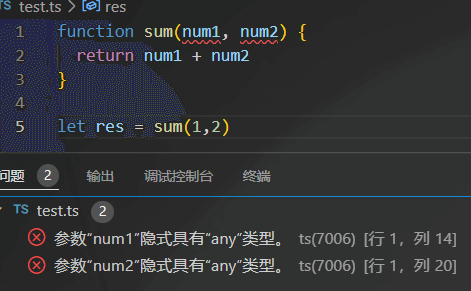 TS test.ts > res
1 function sum(num1, num2) {
2 return num1 + num2
3 }
4
5 let res = sum(1,2)
问题 2 输出 调试控制台 终端
TS test.ts 2
参数“num1”隐式具有“any”类型。 ts(7006) [行 1，列 14]
参数“num2”隐式具有“any”类型。 ts(7006) [行 1，列 20]